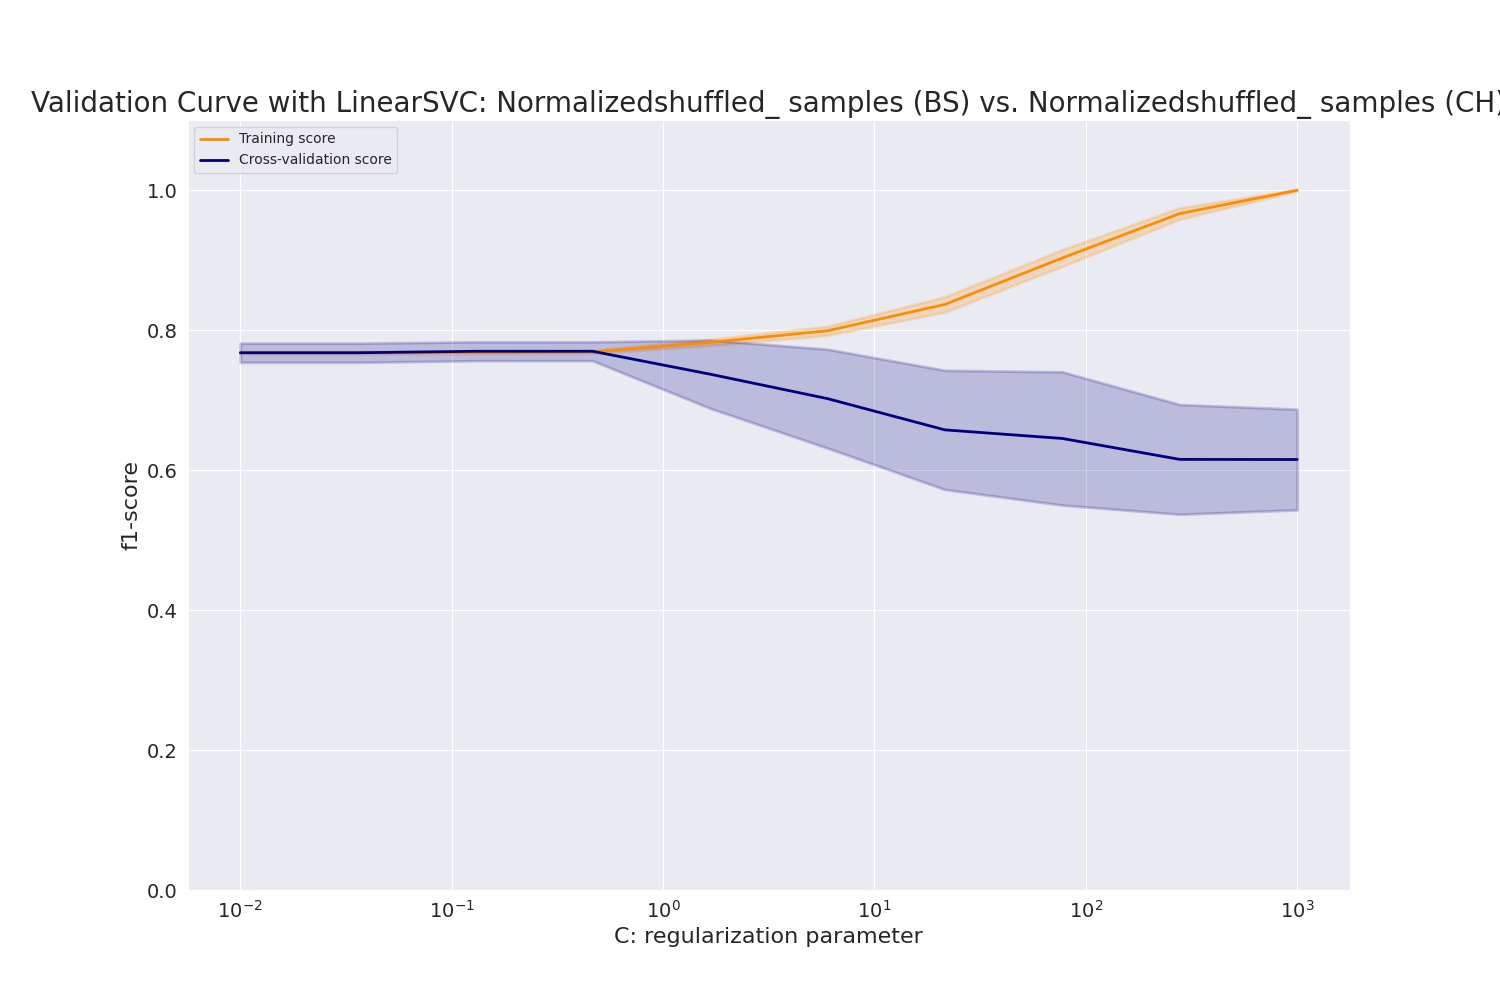 Validation Curve with LinearSVC: Normalizedshuffled_ samples (BS) vs. Normalizedshuffled_ samples (CH)
Training score
Cross-validation score
1.0
0.8
0.6
0.4
0.2
0.0
f1-score
10⁻² 10⁻¹ 10⁰ 10¹ 10² 10³
C: regularization parameter